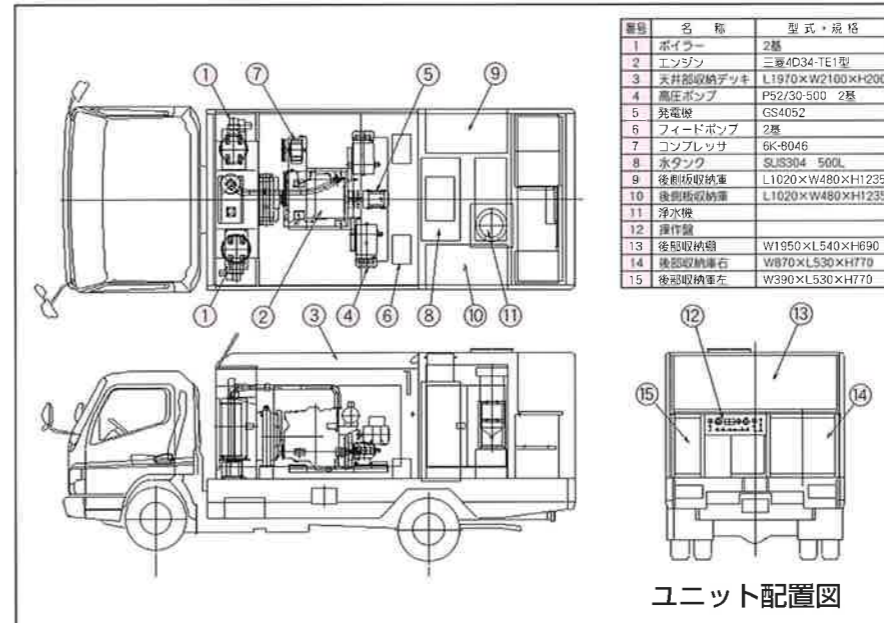 番号 名 称 型式・規格
1 ボイラー 2基
2 エンジン 三菱4D34-TE1型
3 天井部収納デッキ L1970×W2100×H200
4 高圧ポンプ P52/30-500 2基
5 発電機 GS4052
6 フィードポンプ 2基
7 コンプレッサ 6K-8046
8 水タンク SUS304 500L
9 後側板収納庫 L1020×W480×H1235
10 後側板収納庫 L1020×W480×H1235
11 浄水機
12 操作盤
13 後部収納棚 W1950×L540×H690
14 後部収納庫右 W870×L530×H770
15 後部収納庫左 W390×L530×H770
1 7 5 9
1 2 3 4 6 8 10 11
12 13
15 14
ユニット配置図